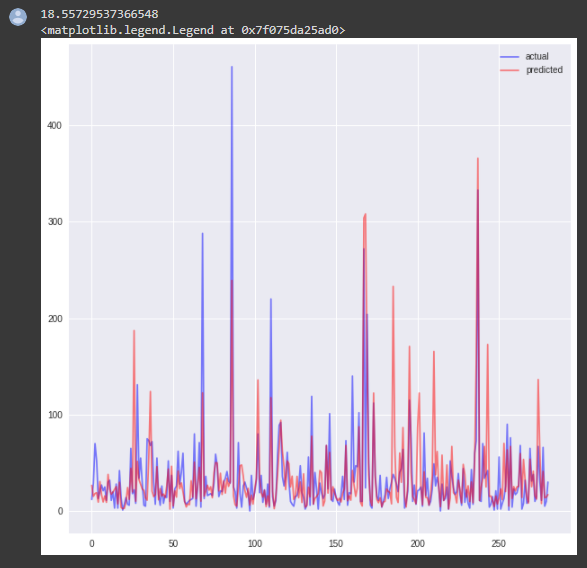 18.55729537366548
<matplotlib.legend.Legend at 0x7f075da25ad0>
actual
predicted
400
300
200
100
0
0 50 100 150 200 250